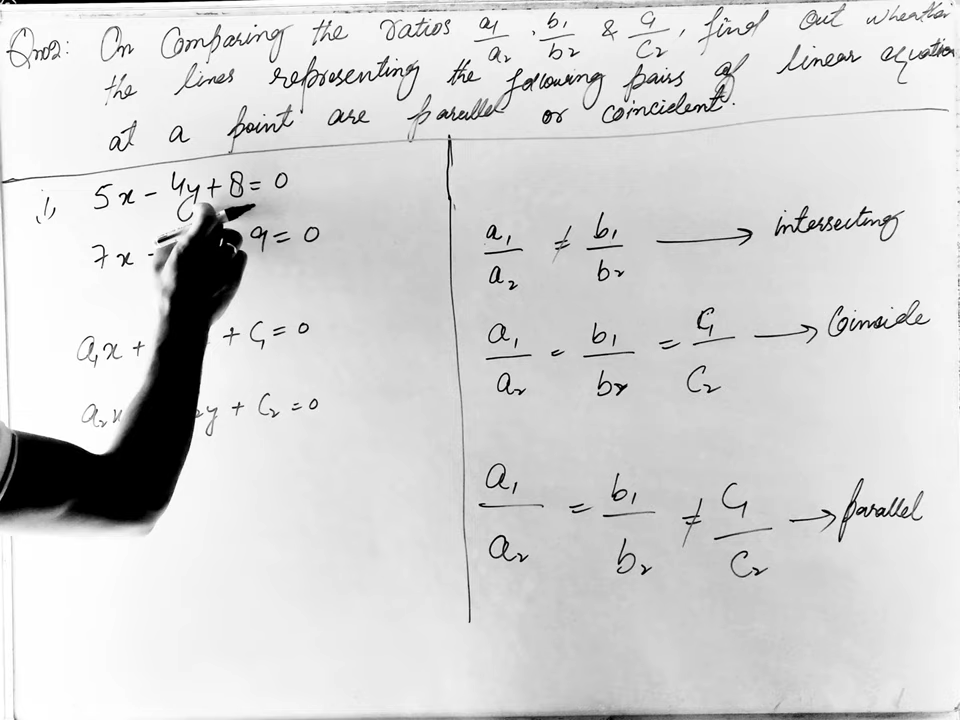 Qno2: On Comparing the ratios a1/a2, b1/b2 & C1/C2, find out wheather
the lines representing the following pairs of linear equation
at a point are parallel or coincident.
(i) 5x - 4y + 8 = 0
7x - 9 = 0
a1x + + C1 = 0
a2x y + C2 = 0
a1/a2 ≠ b1/b2 → intersecting
a1/a2 = b1/b2 = C1/C2 → Coinside
a1/a2 = b1/b2 ≠ C1/C2 → parallel